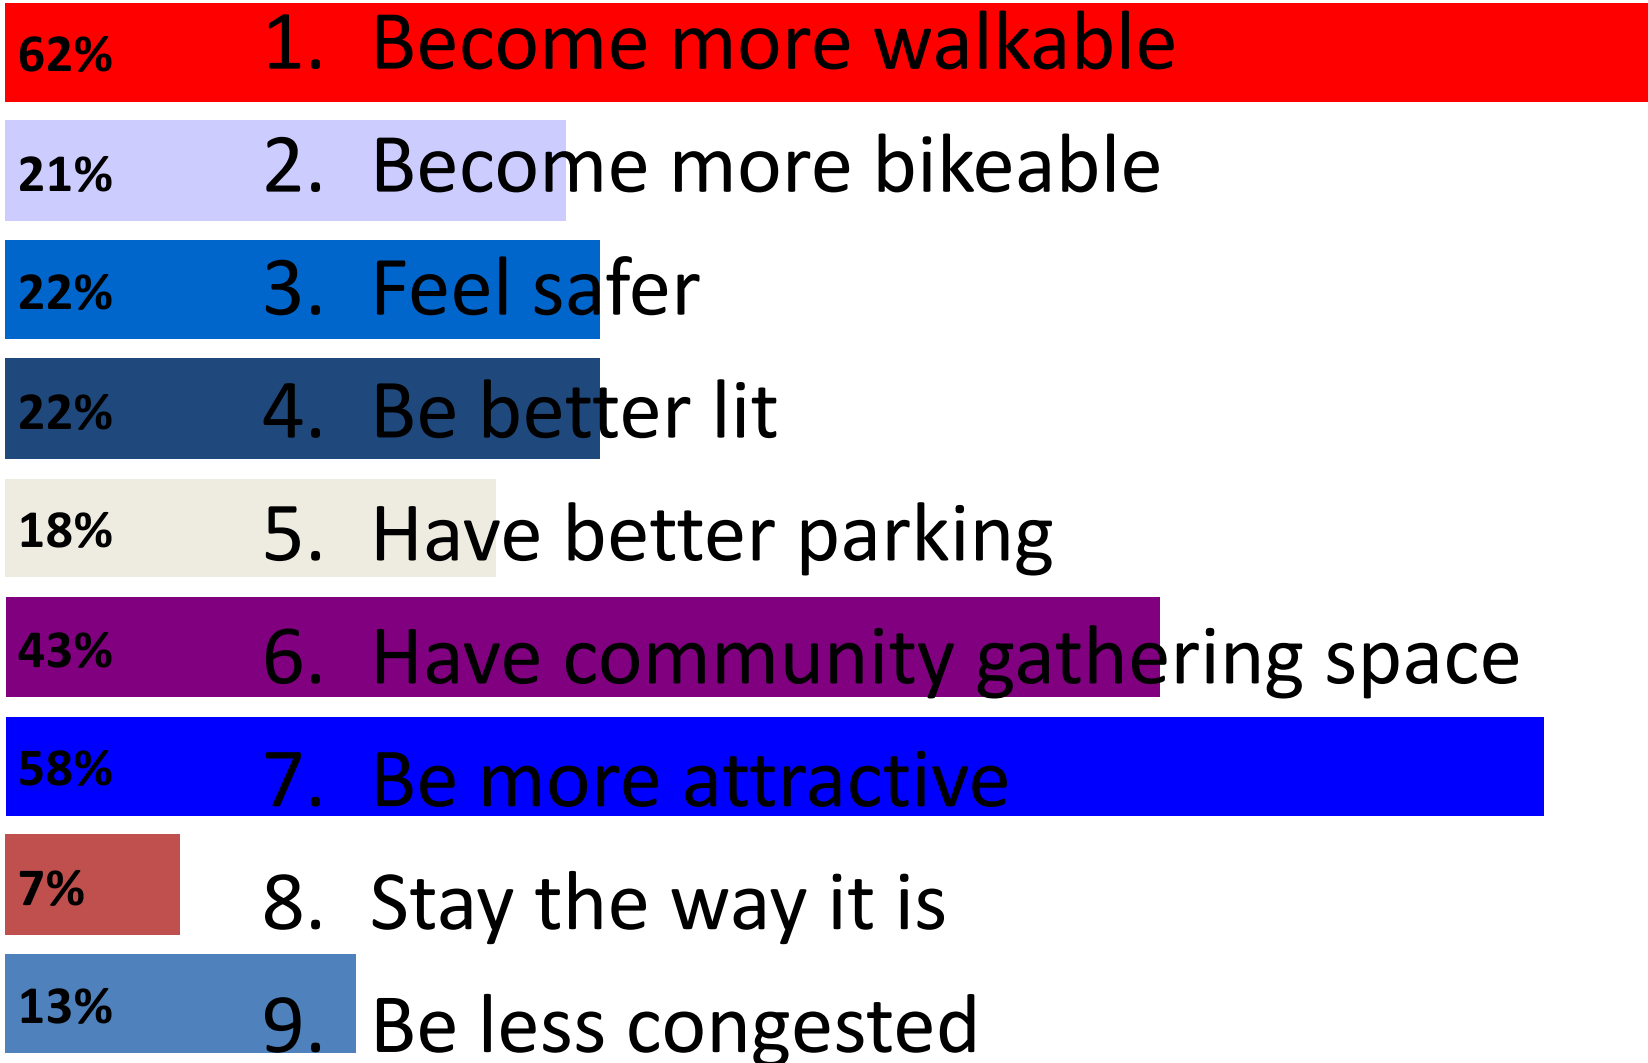 62% 1. Become more walkable
21% 2. Become more bikeable
22% 3. Feel safer
22% 4. Be better lit
18% 5. Have better parking
43% 6. Have community gathering space
58% 7. Be more attractive
7% 8. Stay the way it is
13% 9. Be less congested